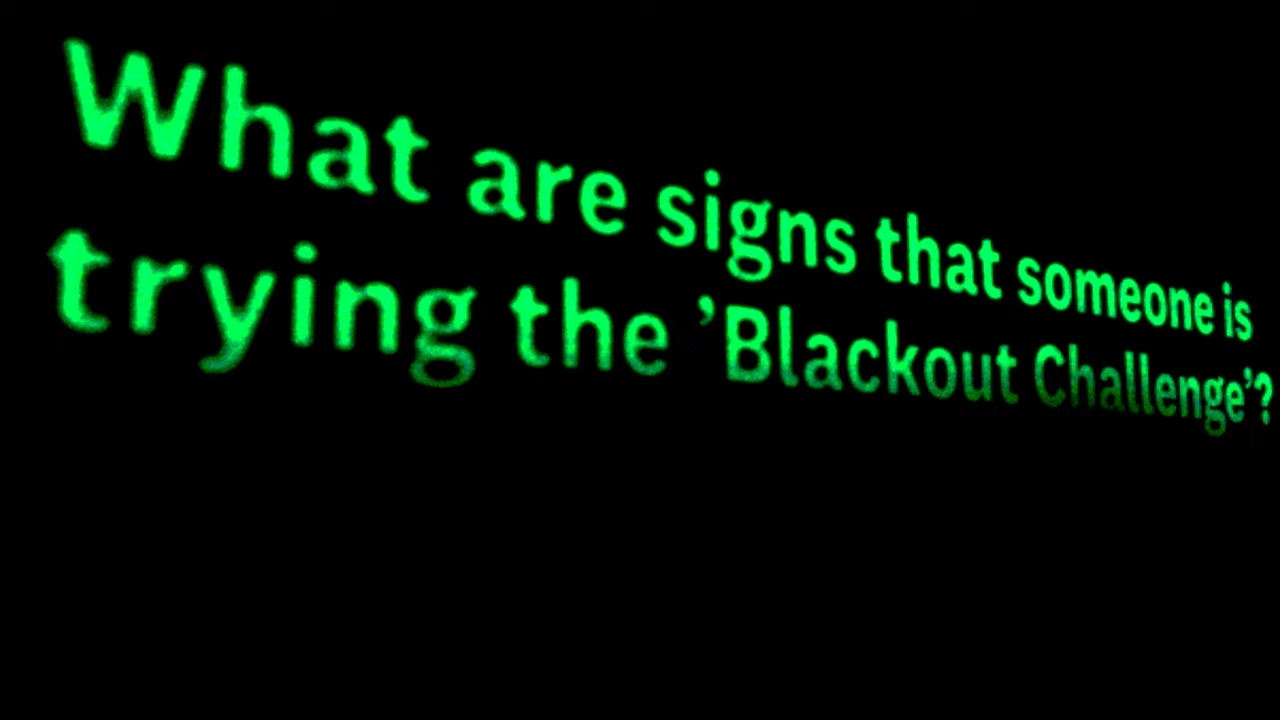 What are signs that someone is
trying the ’Blackout Challenge’?